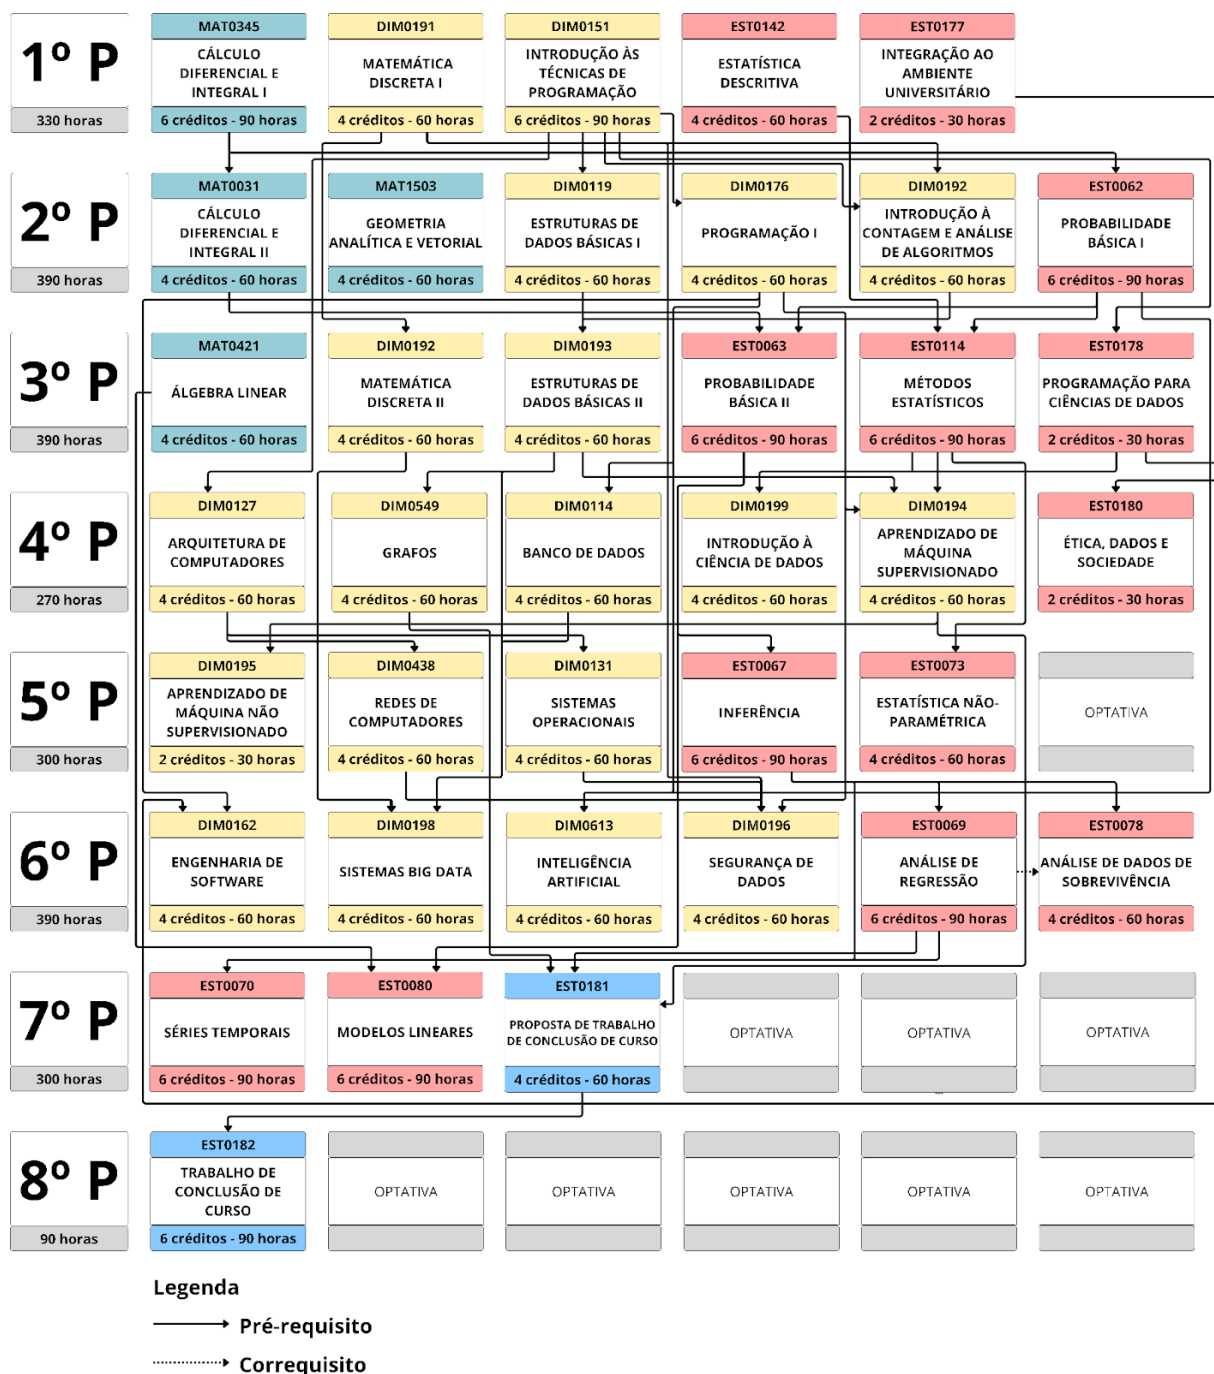 1º P
330 horas
MAT0345
CÁLCULO
DIFERENCIAL E
INTEGRAL I
6 créditos - 90 horas
DIM0191
MATEMÁTICA
DISCRETA I
4 créditos - 60 horas
DIM0151
INTRODUÇÃO ÀS
TÉCNICAS DE
PROGRAMAÇÃO
6 créditos - 90 horas
EST0142
ESTATÍSTICA
DESCRITIVA
4 créditos - 60 horas
EST0177
INTEGRAÇÃO AO
AMBIENTE
UNIVERSITÁRIO
2 créditos - 30 horas
2º P
390 horas
MAT0031
CÁLCULO
DIFERENCIAL E
INTEGRAL II
4 créditos - 60 horas
MAT1503
GEOMETRIA
ANALÍTICA E VETORIAL
4 créditos - 60 horas
DIM0119
ESTRUTURAS DE
DADOS BÁSICAS I
4 créditos - 60 horas
DIM0176
PROGRAMAÇÃO I
4 créditos - 60 horas
DIM0192
INTRODUÇÃO À
CONTAGEM E ANÁLISE
DE ALGORITMOS
4 créditos - 60 horas
EST0062
PROBABILIDADE
BÁSICA I
6 créditos - 90 horas
3º P
390 horas
MAT0421
ÁLGEBRA LINEAR
4 créditos - 60 horas
DIM0192
MATEMÁTICA
DISCRETA II
4 créditos - 60 horas
DIM0193
ESTRUTURAS DE
DADOS BÁSICAS II
4 créditos - 60 horas
EST0063
PROBABILIDADE
BÁSICA II
6 créditos - 90 horas
EST0114
MÉTODOS
ESTATÍSTICOS
6 créditos - 90 horas
EST0178
PROGRAMAÇÃO PARA
CIÊNCIAS DE DADOS
2 créditos - 30 horas
4º P
270 horas
DIM0127
ARQUITETURA DE
COMPUTADORES
4 créditos - 60 horas
DIM0549
GRAFOS
4 créditos - 60 horas
DIM0114
BANCO DE DADOS
4 créditos - 60 horas
DIM0199
INTRODUÇÃO À
CIÊNCIA DE DADOS
4 créditos - 60 horas
DIM0194
APRENDIZADO DE
MÁQUINA
SUPERVISIONADO
4 créditos - 60 horas
EST0180
ÉTICA, DADOS E
SOCIEDADE
2 créditos - 30 horas
5º P
300 horas
DIM0195
APRENDIZADO DE
MÁQUINA NÃO
SUPERVISIONADO
2 créditos - 30 horas
DIM0438
REDES DE
COMPUTADORES
4 créditos - 60 horas
DIM0131
SISTEMAS
OPERACIONAIS
4 créditos - 60 horas
EST0067
INFERÊNCIA
6 créditos - 90 horas
EST0073
ESTATÍSTICA NÃO-
PARAMÉTRICA
4 créditos - 60 horas
OPTATIVA
6º P
390 horas
DIM0162
ENGENHARIA DE
SOFTWARE
4 créditos - 60 horas
DIM0198
SISTEMAS BIG DATA
4 créditos - 60 horas
DIM0613
INTELIGÊNCIA
ARTIFICIAL
4 créditos - 60 horas
DIM0196
SEGURANÇA DE
DADOS
4 créditos - 60 horas
EST0069
ANÁLISE DE
REGRESSÃO
6 créditos - 90 horas
EST0078
ANÁLISE DE DADOS DE
SOBREVIVÊNCIA
4 créditos - 60 horas
7º P
300 horas
EST0070
SÉRIES TEMPORAIS
6 créditos - 90 horas
EST0080
MODELOS LINEARES
6 créditos - 90 horas
EST0181
PROPOSTA DE TRABALHO
DE CONCLUSÃO DE CURSO
4 créditos - 60 horas
OPTATIVA
OPTATIVA
OPTATIVA
8º P
90 horas
EST0182
TRABALHO DE
CONCLUSÃO DE
CURSO
6 créditos - 90 horas
OPTATIVA
OPTATIVA
OPTATIVA
OPTATIVA
OPTATIVA
Legenda
Pré-requisito
Correquisito